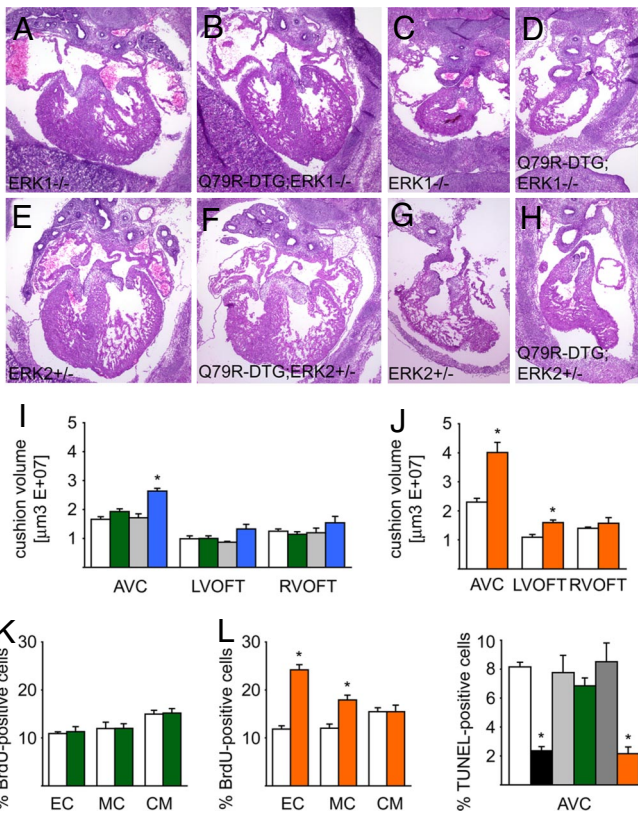 A
B
C
D
ERK1-/-
Q79R-DTG;ERK1-/-
ERK1-/-
Q79R-DTG;
ERK1-/-
E
F
G
H
ERK2+/-
Q79R-DTG;ERK2+/-
ERK2+/-
Q79R-DTG;
ERK2+/-
I
cushion volume
[µm3 E+07]
5
4
3
2
1
*
AVC LVOFT RVOFT
J
cushion volume
[µm3 E+07]
5
4
3
2
1
*
*
AVC LVOFT RVOFT
K
% BrdU-positive cells
30
20
10
EC MC CM
L
% BrdU-positive cells
30
20
10
*
*
EC MC CM
% TUNEL-positive cells
10
8
6
4
2
*
*
AVC